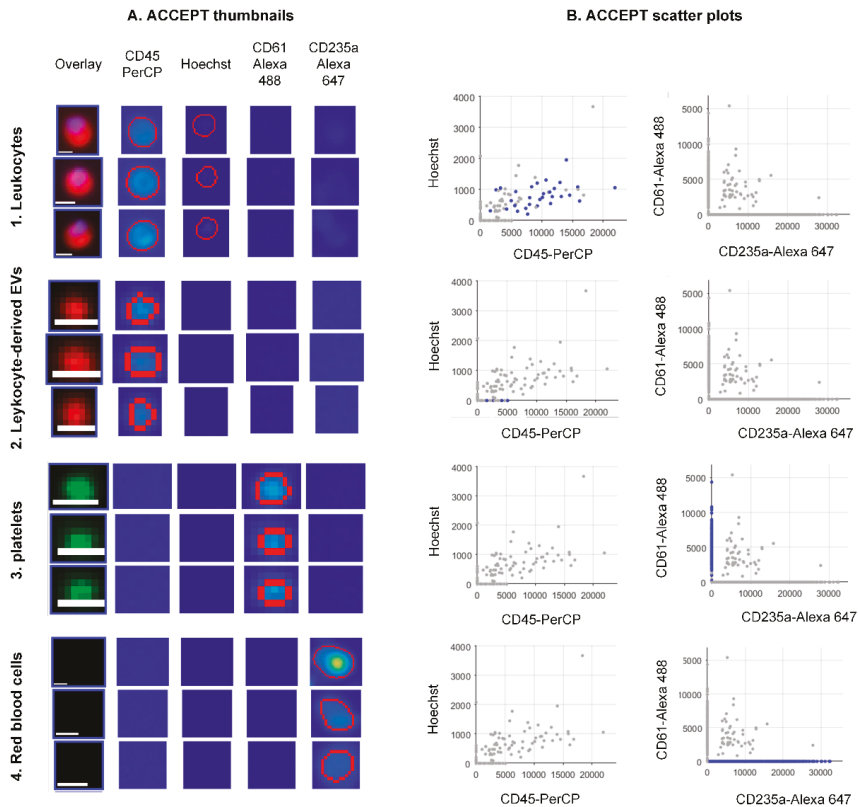 A. ACCEPT thumbnails
B. ACCEPT scatter plots
Overlay
CD45
PerCP
Hoechst
CD61
Alexa
488
CD235a
Alexa
647
1. Leukocytes
4000
3000
2000
1000
0
Hoechst
0 5000 10000 15000 20000
CD45-PerCP
5000
10000
5000
0
CD61-Alexa 488
0 10000 20000 30000
CD235a-Alexa 647
2. Leykocyte-derived EVs
4000
3000
2000
1000
0
Hoechst
0 5000 10000 15000 20000
CD45-PerCP
5000
10000
5000
0
CD61-Alexa 488
0 10000 20000 30000
CD235a-Alexa 647
3. platelets
4000
3000
2000
1000
0
Hoechst
0 5000 10000 15000 20000
CD45-PerCP
5000
10000
5000
0
CD61-Alexa 488
0 10000 20000 30000
CD235a-Alexa 647
4. Red blood cells
4000
3000
2000
1000
0
Hoechst
0 5000 10000 15000 20000
CD45-PerCP
5000
10000
5000
0
CD61-Alexa 488
0 10000 20000 30000
CD235a-Alexa 647